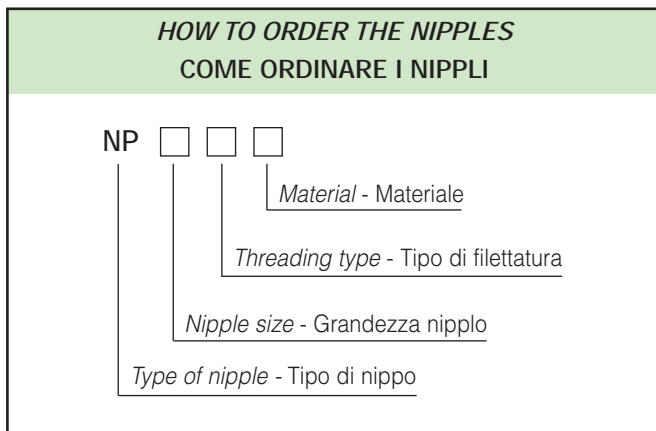 HOW TO ORDER THE NIPPLES
COME ORDINARE I NIPPLI
NP
Material - Materiale
Threading type - Tipo di filettatura
Nipple size - Grandezza nipplo
Type of nipple - Tipo di nippo